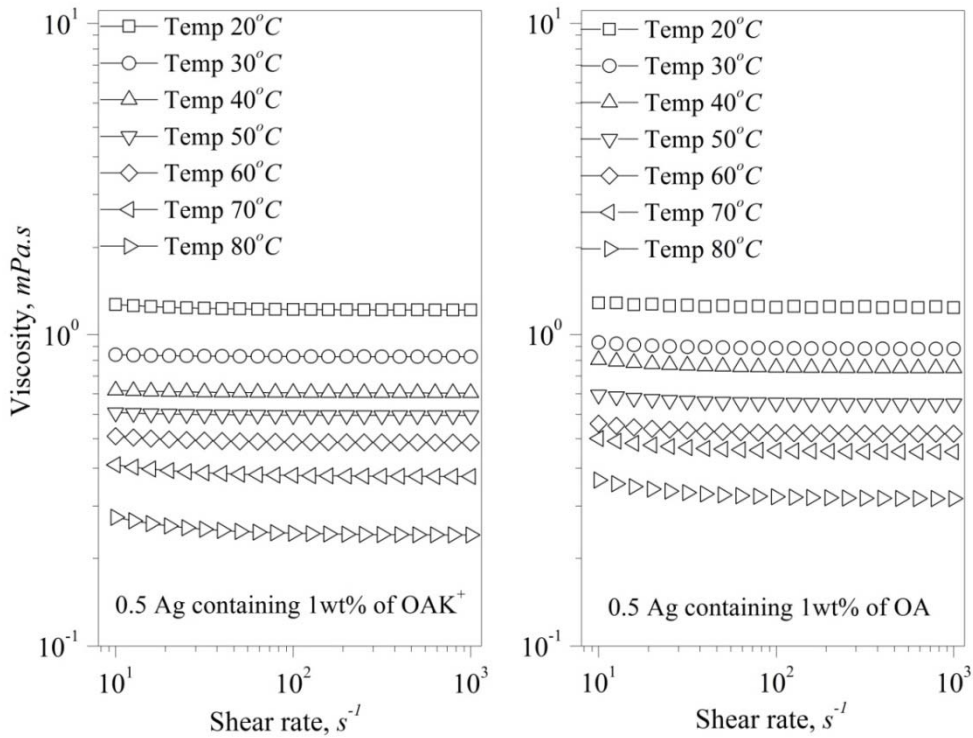 10^1
Temp 20°C
Temp 30°C
Temp 40°C
Temp 50°C
Temp 60°C
Temp 70°C
Temp 80°C
10^0
10^-1
Viscosity, mPa.s
0.5 Ag containing 1wt% of OAK^+
10^1 10^2 10^3
Shear rate, s^-1
10^1
Temp 20°C
Temp 30°C
Temp 40°C
Temp 50°C
Temp 60°C
Temp 70°C
Temp 80°C
10^0
10^-1
0.5 Ag containing 1wt% of OA
10^1 10^2 10^3
Shear rate, s^-1